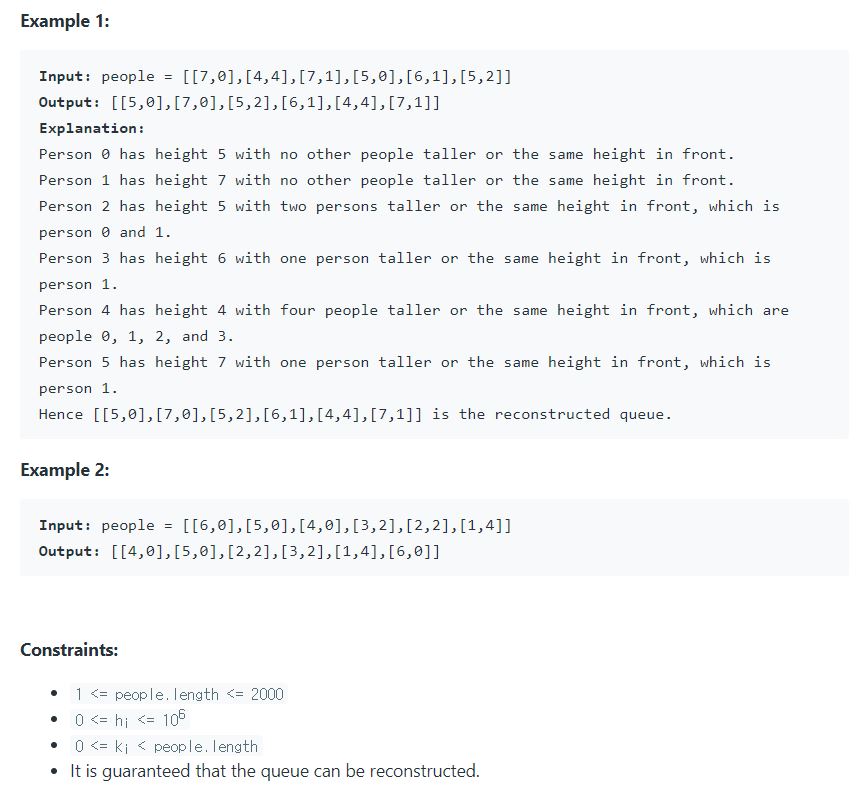 Example 1:
Input: people = [[7,0],[4,4],[7,1],[5,0],[6,1],[5,2]]
Output: [[5,0],[7,0],[5,2],[6,1],[4,4],[7,1]]
Explanation:
Person 0 has height 5 with no other people taller or the same height in front.
Person 1 has height 7 with no other people taller or the same height in front.
Person 2 has height 5 with two persons taller or the same height in front, which is
person 0 and 1.
Person 3 has height 6 with one person taller or the same height in front, which is
person 1.
Person 4 has height 4 with four people taller or the same height in front, which are
people 0, 1, 2, and 3.
Person 5 has height 7 with one person taller or the same height in front, which is
person 1.
Hence [[5,0],[7,0],[5,2],[6,1],[4,4],[7,1]] is the reconstructed queue.
Example 2:
Input: people = [[6,0],[5,0],[4,0],[3,2],[2,2],[1,4]]
Output: [[4,0],[5,0],[2,2],[3,2],[1,4],[6,0]]
Constraints:
• 1 <= people.length <= 2000
• 0 <= hᵢ <= 10⁶
• 0 <= kᵢ < people.length
• It is guaranteed that the queue can be reconstructed.